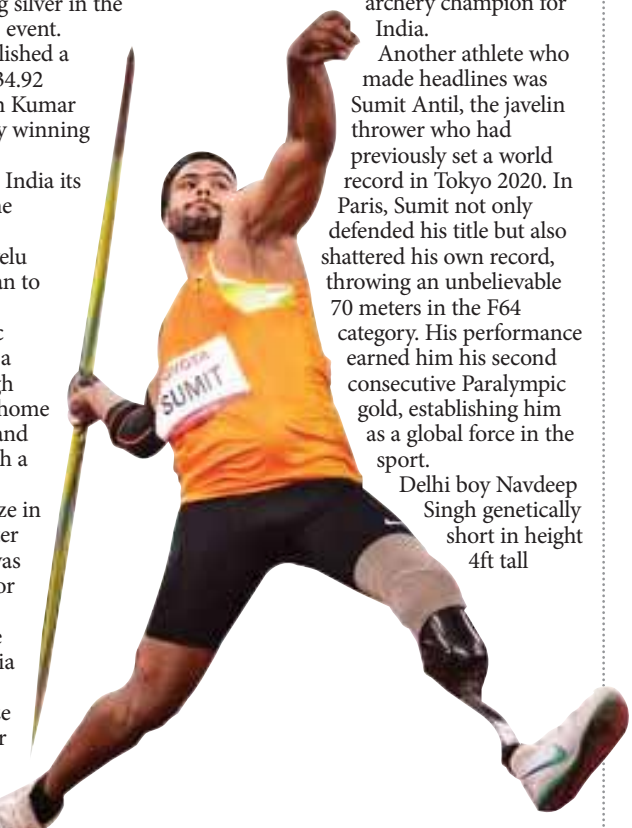 g silver in the
event.
lished a
34.92
n Kumar
y winning
India its
elu
an to
c
a
gh
home
and
h a
ze in
er
as
or
e
ia
e
r
OYOTA
SUMIT
archery champion for
India.
Another athlete who
made headlines was
Sumit Antil, the javelin
thrower who had
previously set a world
record in Tokyo 2020. In
Paris, Sumit not only
defended his title but also
shattered his own record,
throwing an unbelievable
70 meters in the F64
category. His performance
earned him his second
consecutive Paralympic
gold, establishing him
as a global force in the
sport.
Delhi boy Navdeep
Singh genetically
short in height
4ft tall